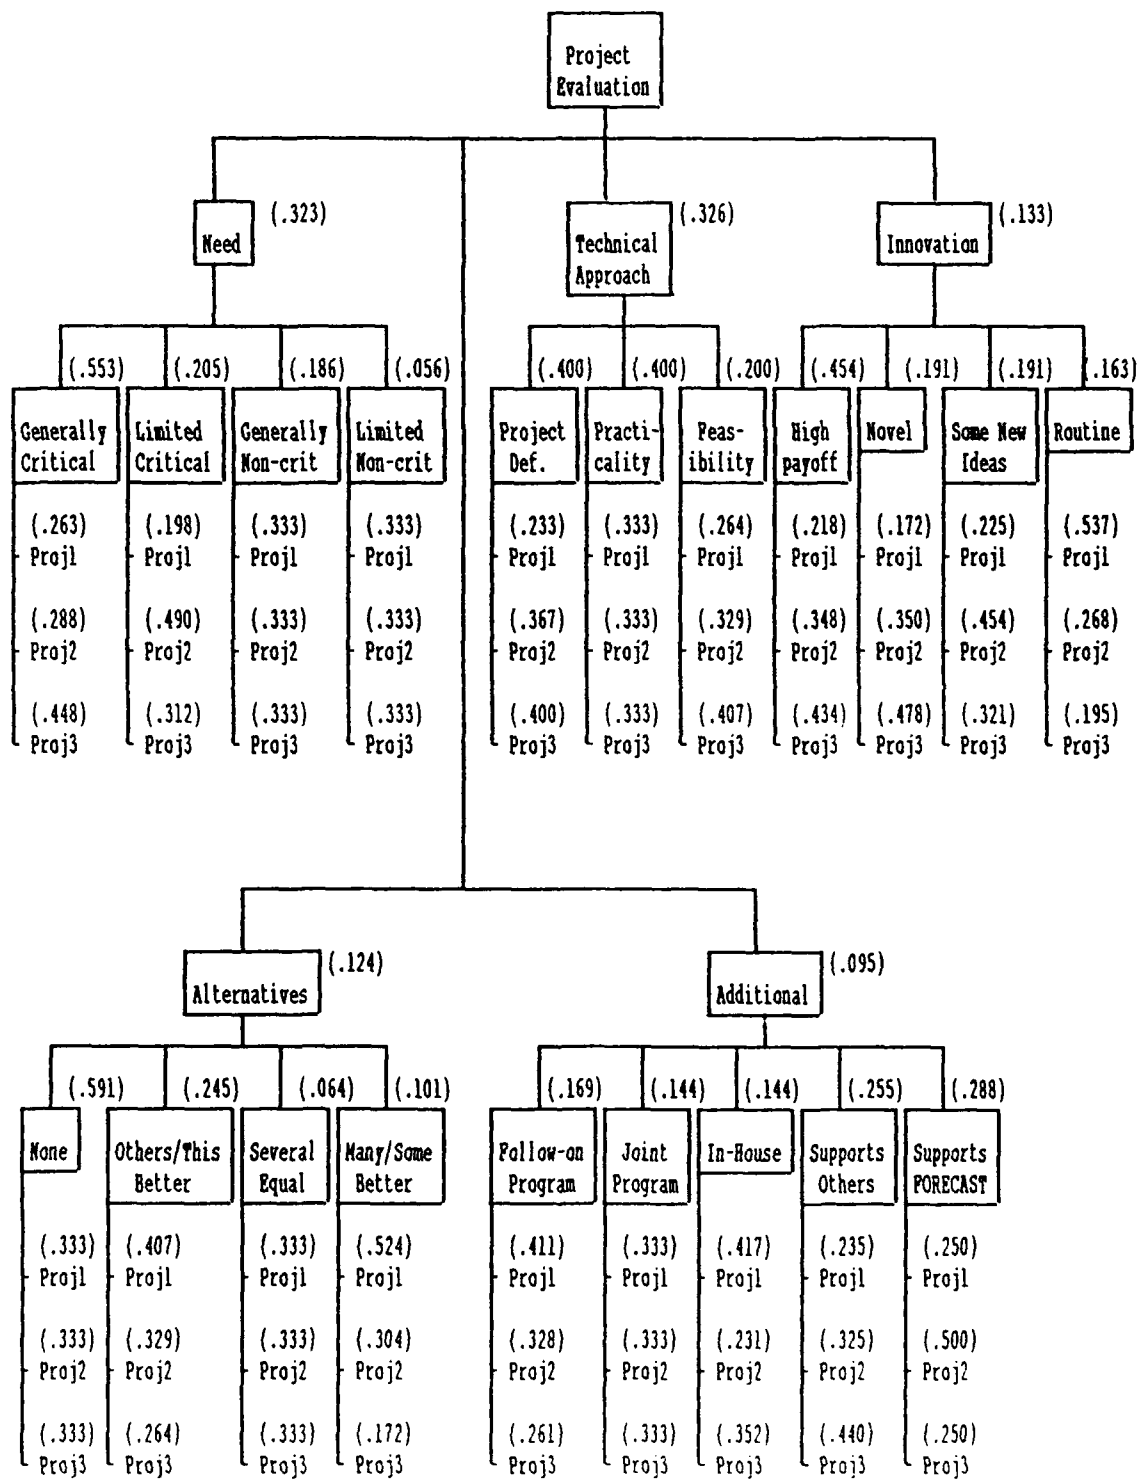 Project
Evaluation
(.323)
Need
(.326)
Technical
Approach
(.133)
Innovation
(.553) (.205) (.186) (.056) (.400) (.400) (.200) (.454) (.191) (.191) (.163)
Generally
Critical
Limited
Critical
Generally
Non-crit
Limited
Non-crit
Project
Def.
Practi-
cality
Feas-
ibility
High
payoff
Novel
Some New
Ideas
Routine
(.263) (.198) (.333) (.333) (.233) (.333) (.264) (.218) (.172) (.225) (.537)
Proj1 Proj1 Proj1 Proj1 Proj1 Proj1 Proj1 Proj1 Proj1 Proj1 Proj1
(.288) (.490) (.333) (.333) (.367) (.333) (.329) (.348) (.350) (.454) (.268)
Proj2 Proj2 Proj2 Proj2 Proj2 Proj2 Proj2 Proj2 Proj2 Proj2 Proj2
(.448) (.312) (.333) (.333) (.400) (.333) (.407) (.434) (.478) (.321) (.195)
Proj3 Proj3 Proj3 Proj3 Proj3 Proj3 Proj3 Proj3 Proj3 Proj3 Proj3
(.124)
Alternatives
(.095)
Additional
(.591) (.245) (.064) (.101) (.169) (.144) (.144) (.255) (.288)
None
Others/This
Better
Several
Equal
Many/Some
Better
Follow-on
Program
Joint
Program
In-House
Supports
Others
Supports
FORECAST
(.333) (.407) (.333) (.524) (.411) (.333) (.417) (.235) (.250)
Proj1 Proj1 Proj1 Proj1 Proj1 Proj1 Proj1 Proj1 Proj1
(.333) (.329) (.333) (.304) (.328) (.333) (.231) (.325) (.500)
Proj2 Proj2 Proj2 Proj2 Proj2 Proj2 Proj2 Proj2 Proj2
(.333) (.264) (.333) (.172) (.261) (.333) (.352) (.440) (.250)
Proj3 Proj3 Proj3 Proj3 Proj3 Proj3 Proj3 Proj3 Proj3